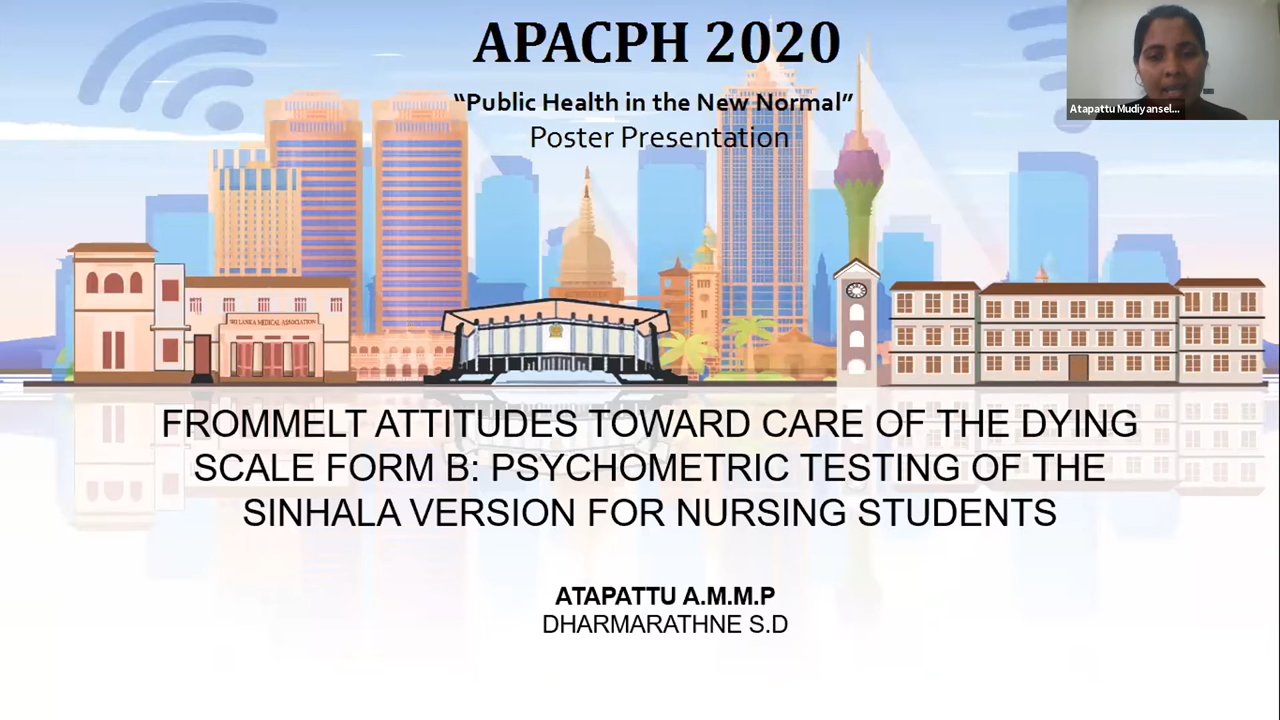 APACPH 2020
“Public Health in the New Normal”
Poster Presentation
Atapattu Mudiyansel...
SRI LANKA MEDICAL ASSOCIATION
FROMMELT ATTITUDES TOWARD CARE OF THE DYING
SCALE FORM B: PSYCHOMETRIC TESTING OF THE
SINHALA VERSION FOR NURSING STUDENTS
ATAPATTU A.M.M.P
DHARMARATHNE S.D